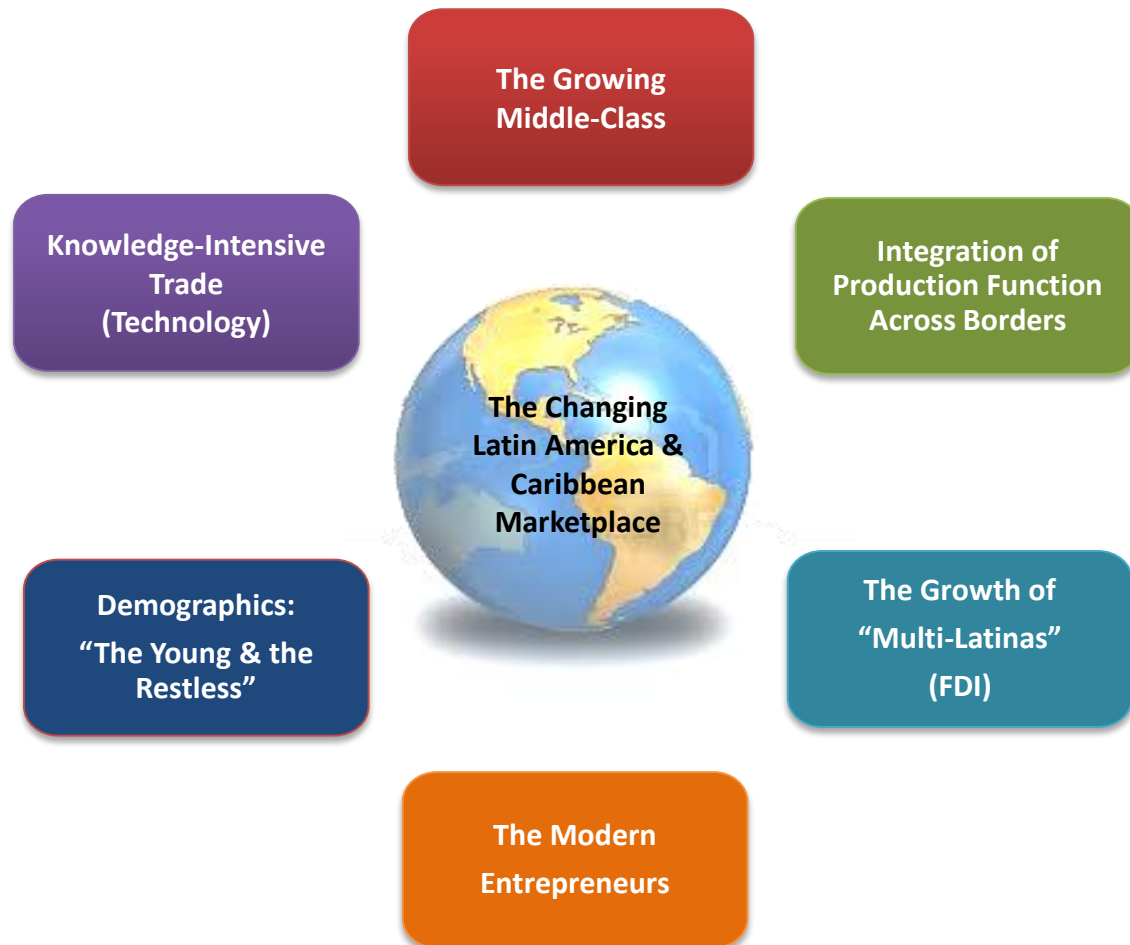 The Growing
Middle-Class
Knowledge-Intensive
Trade
(Technology)
Integration of
Production Function
Across Borders
The Changing
Latin America &
Caribbean
Marketplace
Demographics:
“The Young & the
Restless”
The Growth of
“Multi-Latinas”
(FDI)
The Modern
Entrepreneurs